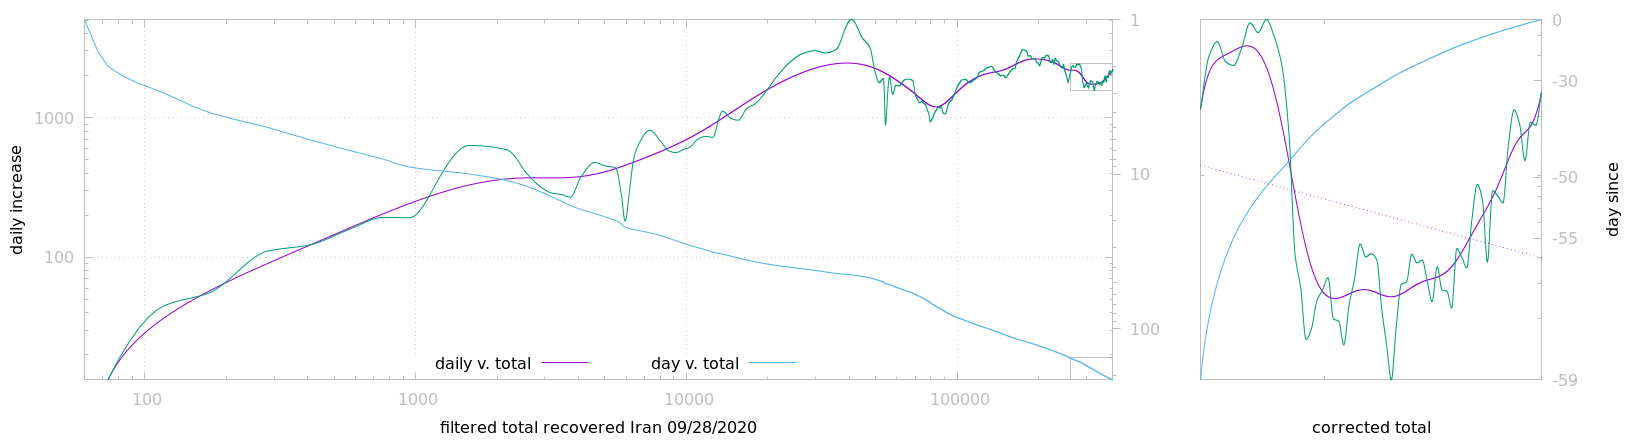 1
0
-30
1000
daily increase
10
-50
day since
-55
100
100
daily v. total
day v. total
-59
100
1000
10000
100000
filtered total recovered Iran 09/28/2020
corrected total